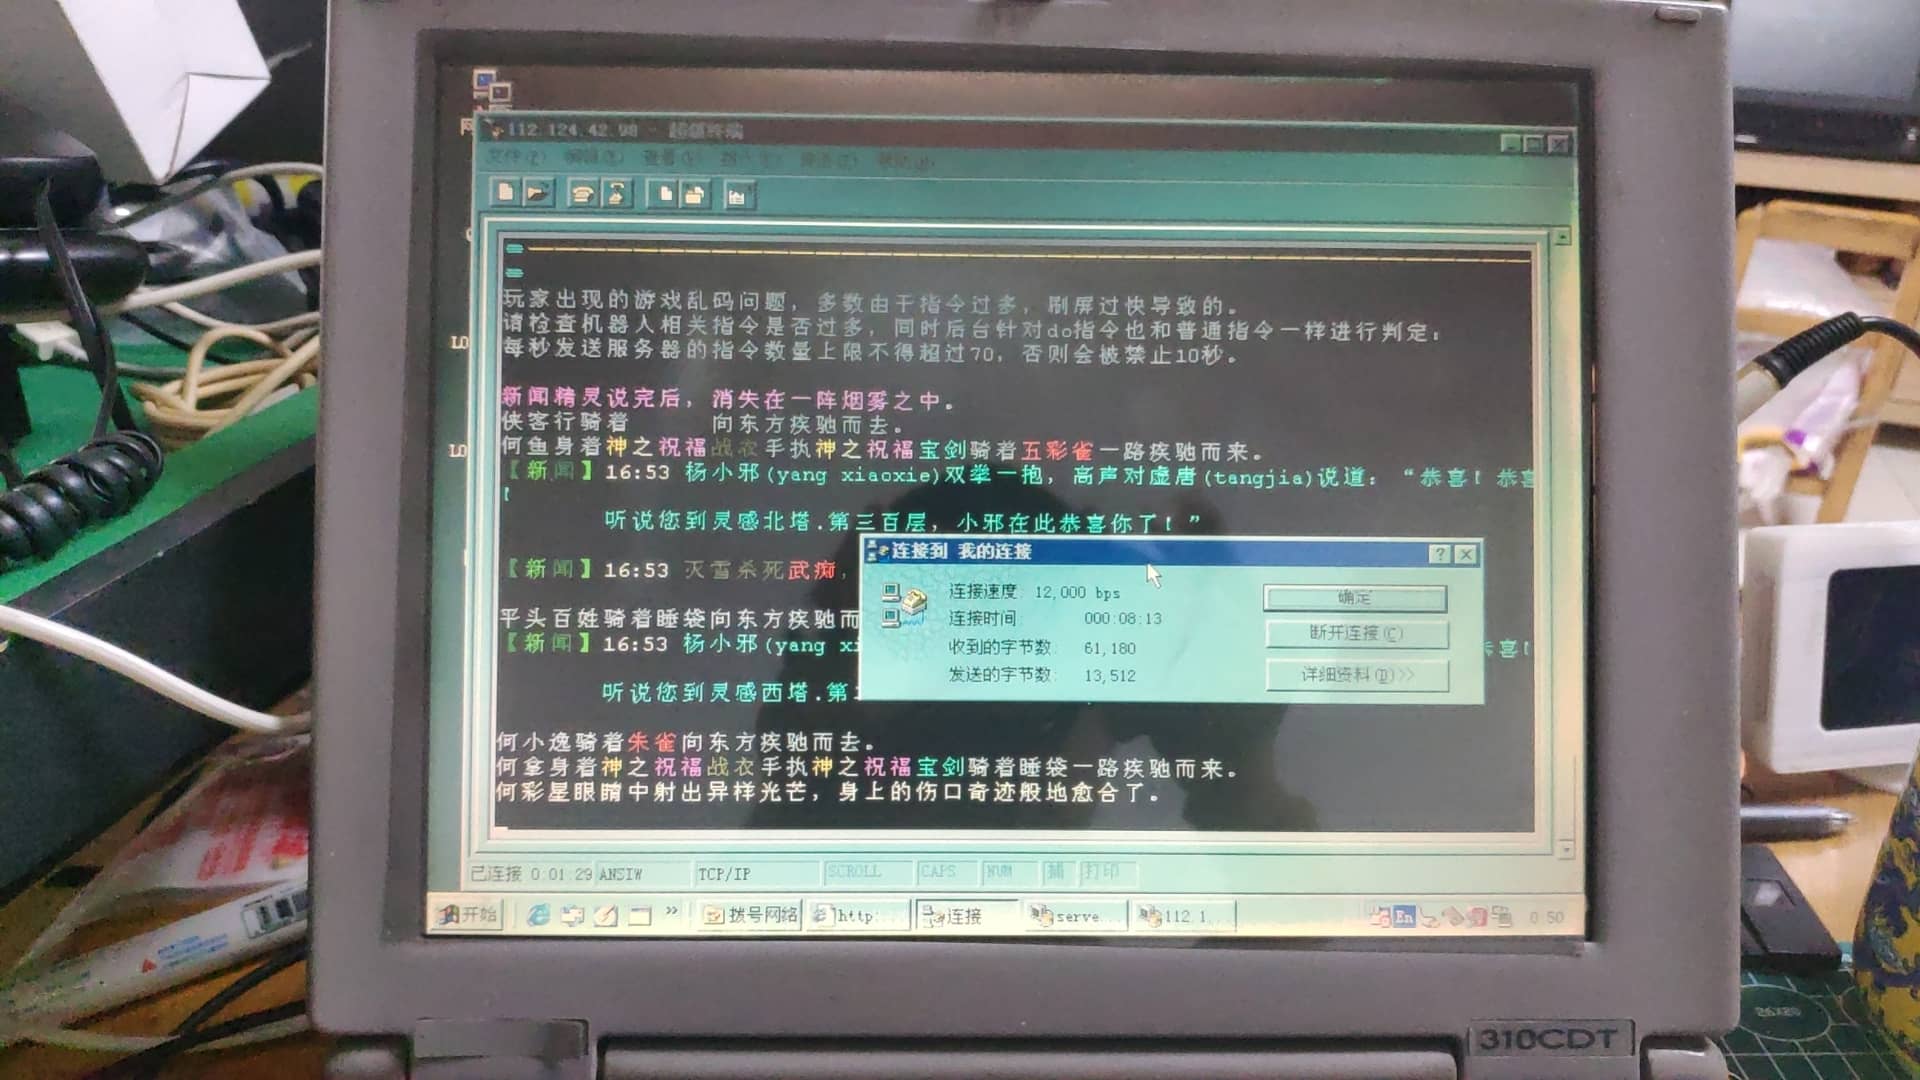 112.124.42.98 - 超级终端
玩家出现的游戏乱码问题，多数由于指令过多，刷屏过快导致的。
请检查机器人相关指令是否过多，同时后台针对do指令也和普通指令一样进行判定：
每秒发送服务器的指令数量上限不得超过70，否则会被禁止10秒。
新闻精灵说完后，消失在一阵烟雾之中。
侠客行骑着 向东方疾驰而去。
何鱼身着神之祝福战衣手执神之祝福宝剑骑着五彩雀一路疾驰而来。
【新闻】16:53 杨小邪(yang xiaoxie)双拳一抱，高声对虚唐(tangjia)说道：“恭喜！恭喜
！
听说您到灵感北塔.第三百层，小邪在此恭喜你了！”
【新闻】16:53 灭雪杀死武痴，
平头百姓骑着睡袋向东方疾驰而
【新闻】16:53 杨小邪(yang xi
恭喜！
听说您到灵感西塔.第
何小逸骑着朱雀向东方疾驰而去。
何拿身着神之祝福战衣手执神之祝福宝剑骑着睡袋一路疾驰而来。
何彩星眼睛中射出异样光芒，身上的伤口奇迹般地愈合了。
连接到 我的连接
连接速度: 12,000 bps
连接时间: 000:08:13
收到的字节数: 61,180
发送的字节数: 13,512
确定
断开连接(C)
详细资料(D)>>
已连接 0:01:29 ANSIW TCP/IP SCROLL CAPS NUM 捕 打印
开始 拨号网络 http: 连接 serve... 112.1... En 0:50
310CDT